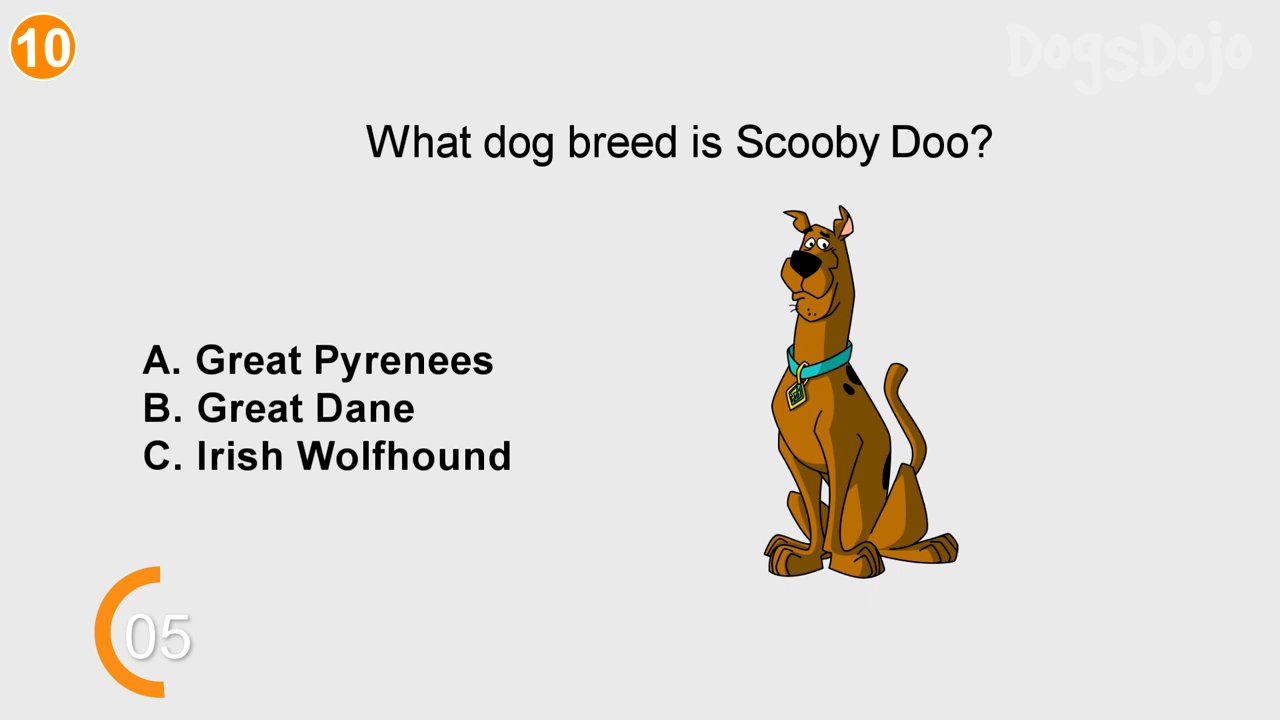 10
DogsDojo
What dog breed is Scooby Doo?
A. Great Pyrenees
B. Great Dane
C. Irish Wolfhound
05